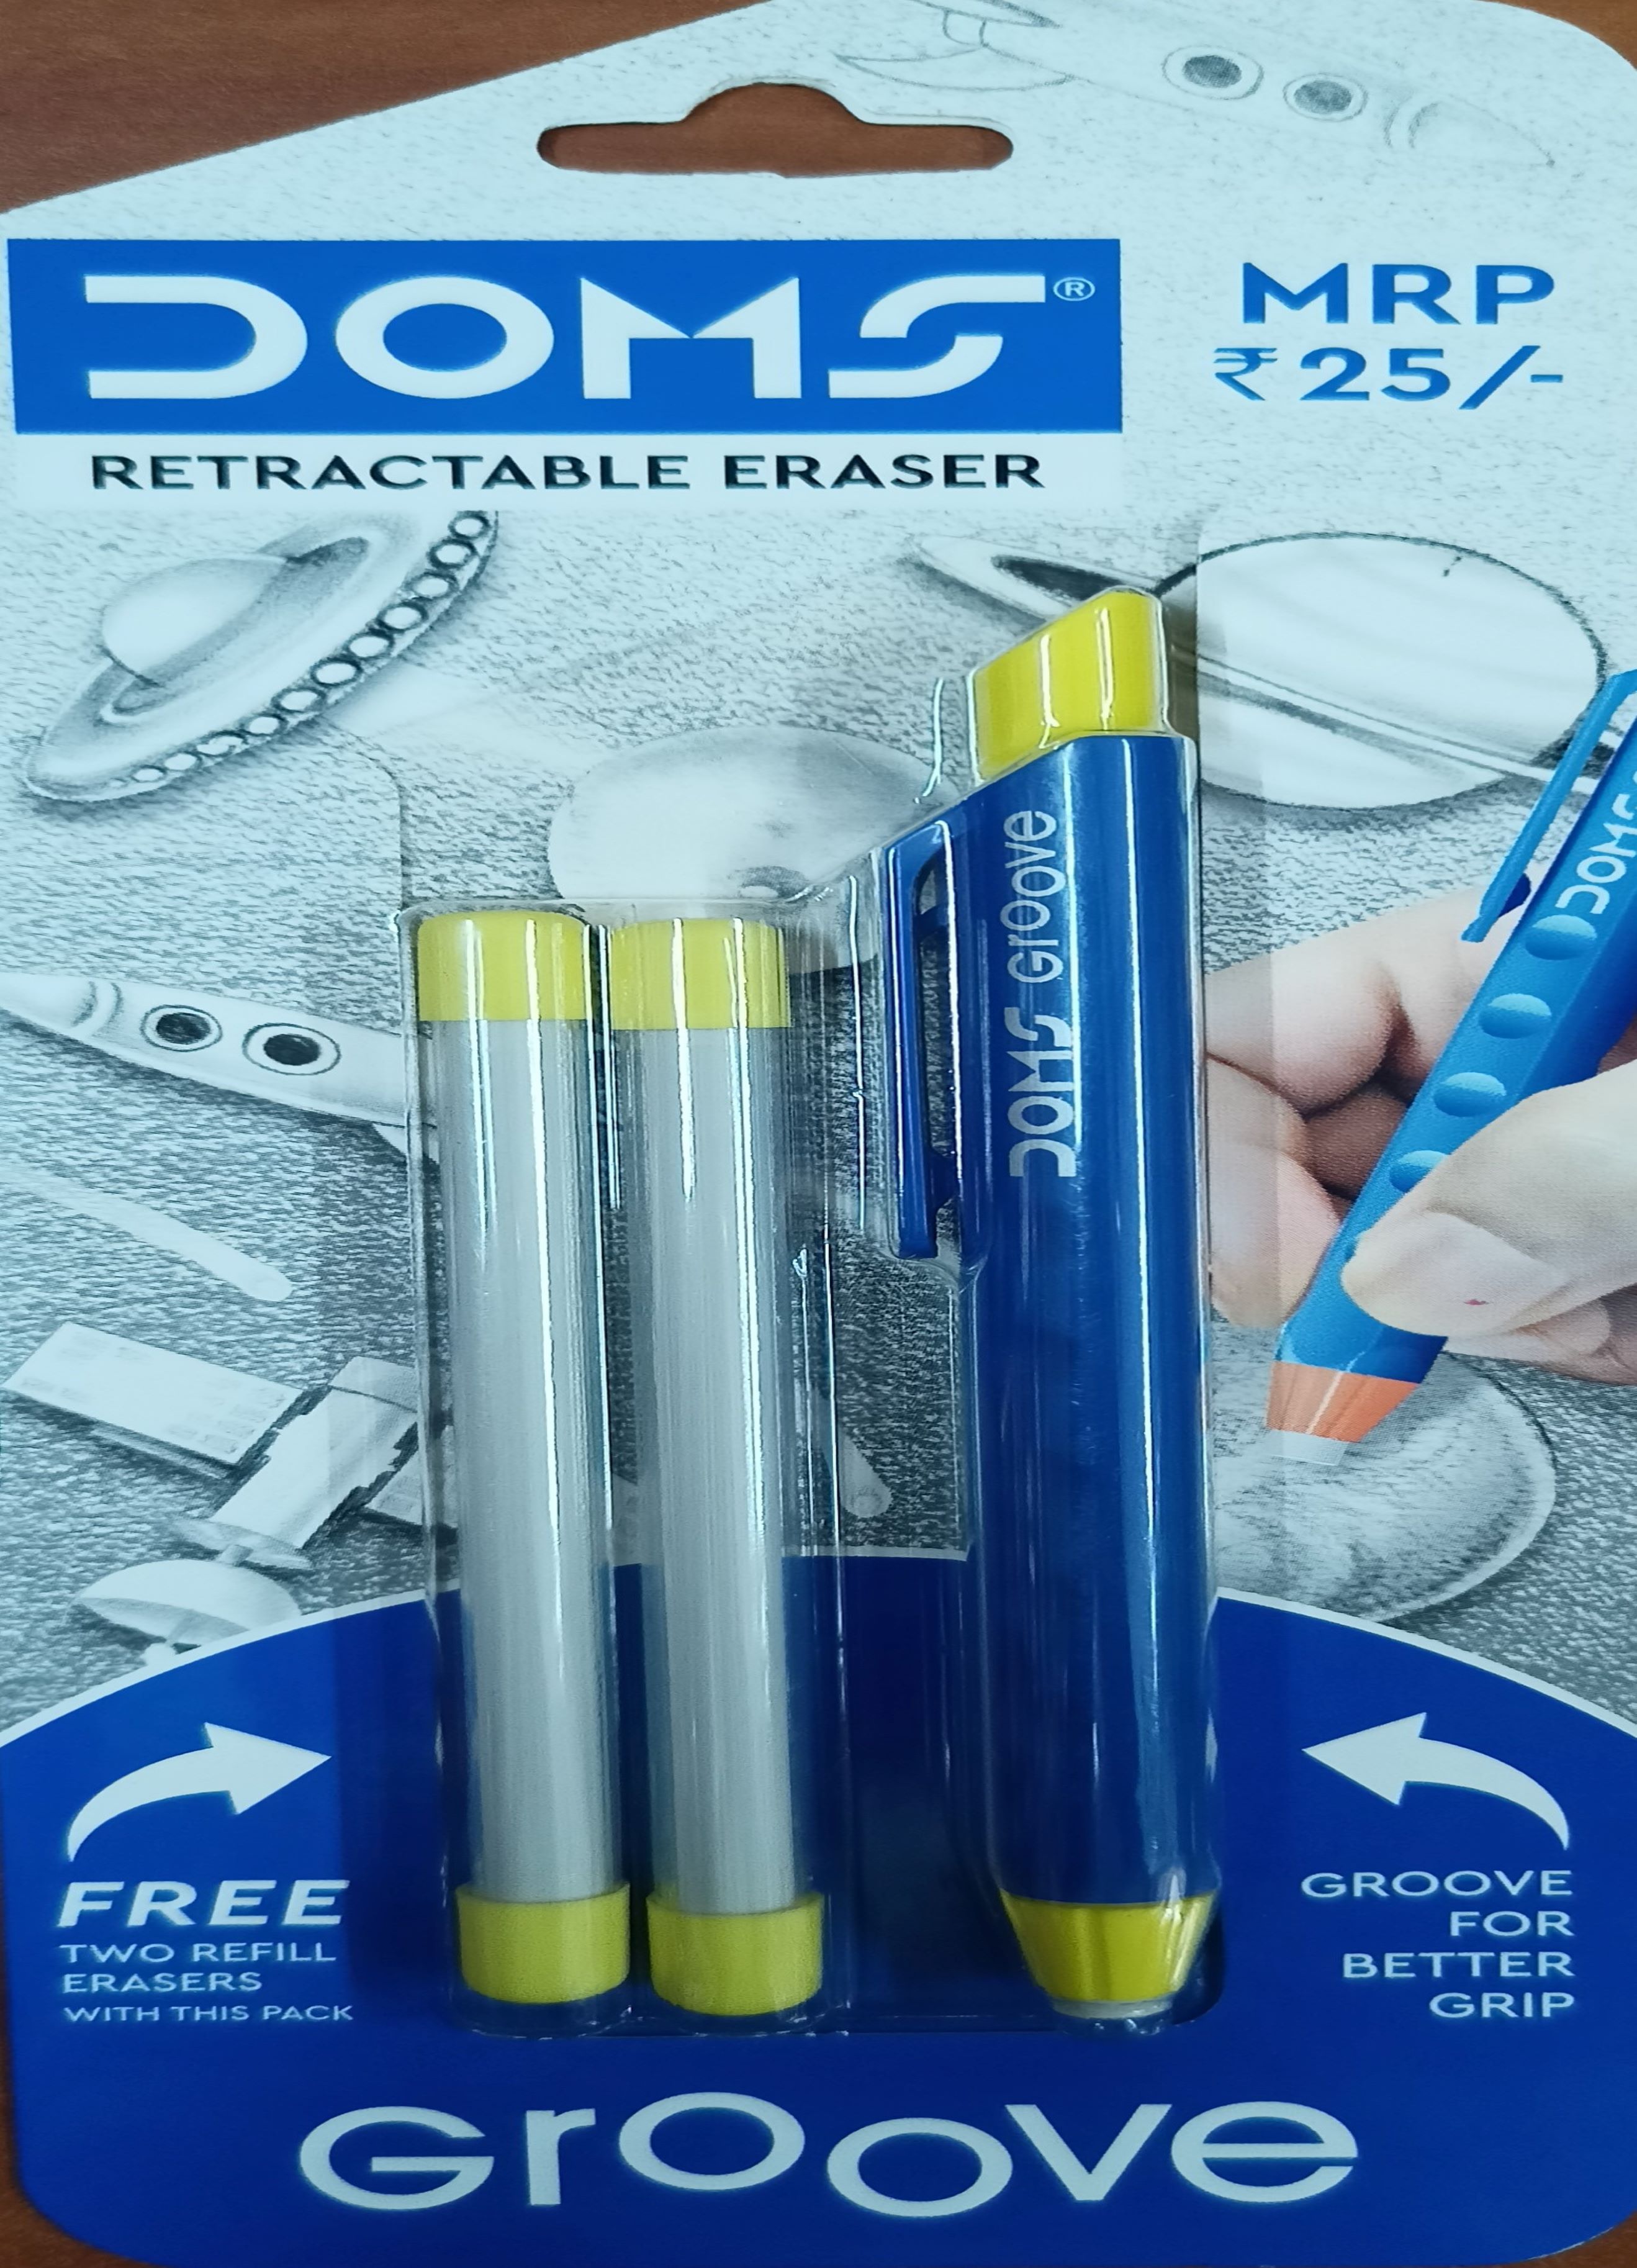 DOMS®
MRP
₹25/-
RETRACTABLE ERASER
DOMS Groove
DOMS
FREE
TWO REFILL
ERASERS
WITH THIS PACK
GROOVE
FOR
BETTER
GRIP
Groove